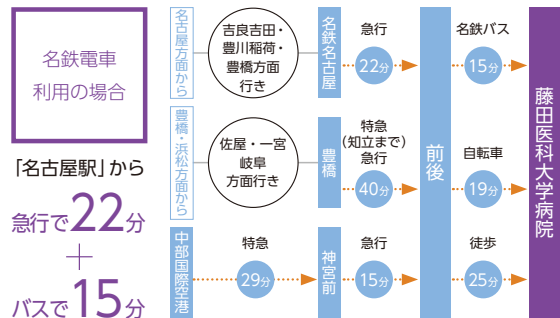 名鉄電車
利用の場合
「名古屋駅」から
急行で22分
＋
バスで15分
名古屋方面から
吉良吉田・
豊川稲荷・
豊橋方面
行き
名鉄名古屋
急行
22分
名鉄バス
15分
豊橋・浜松方面から
佐屋・一宮
岐阜
方面行き
豊橋
特急
(知立まで)
急行
40分
前後
自転車
19分
藤田医科大学病院
中部国際空港
特急
29分
神宮前
急行
15分
徒歩
25分